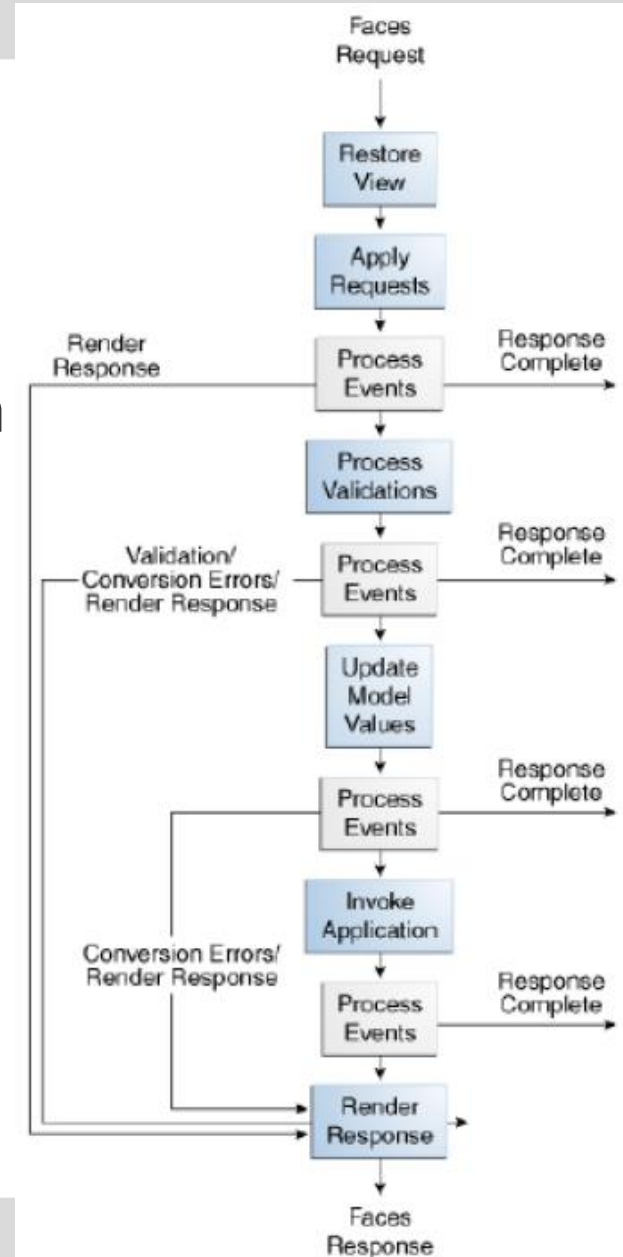 Faces
Request
Restore
View
Apply
Requests
Render
Response
Process
Events
Response
Complete
Process
Validations
Validation/
Conversion Errors/
Render Response
Process
Events
Response
Complete
Update
Model
Values
Process
Events
Response
Complete
Invoke
Application
Conversion Errors/
Render Response
Process
Events
Response
Complete
Render
Response
Faces
Response